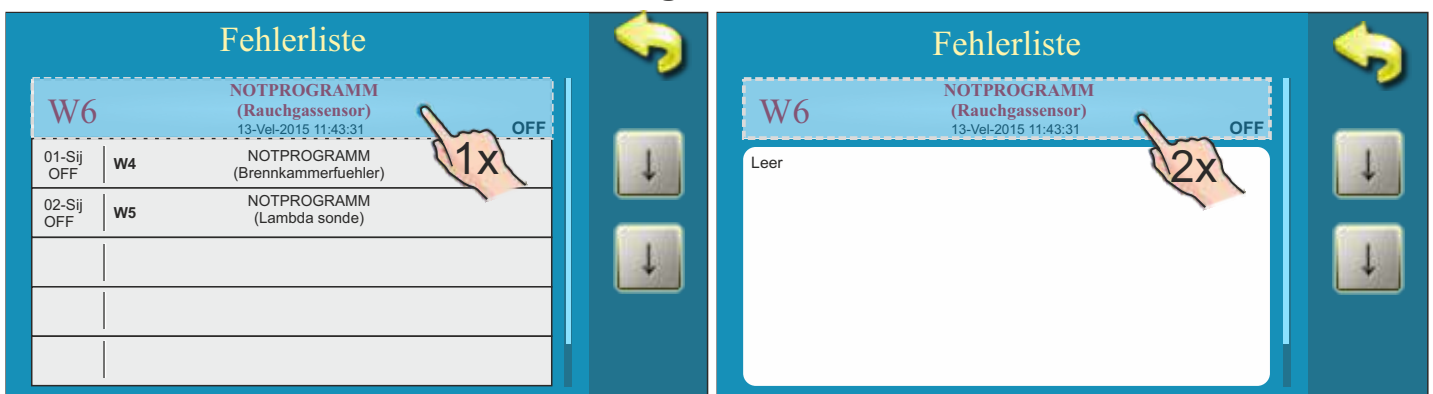 Fehlerliste
W6
NOTPROGRAMM
(Rauchgassensor)
13-Vel-2015 11:43:31
OFF
1x
01-Sij
OFF
W4
NOTPROGRAMM
(Brennkammerfuehler)
02-Sij
OFF
W5
NOTPROGRAMM
(Lambda sonde)
↓
↓
Fehlerliste
W6
NOTPROGRAMM
(Rauchgassensor)
13-Vel-2015 11:43:31
OFF
2x
Leer
↓
↓